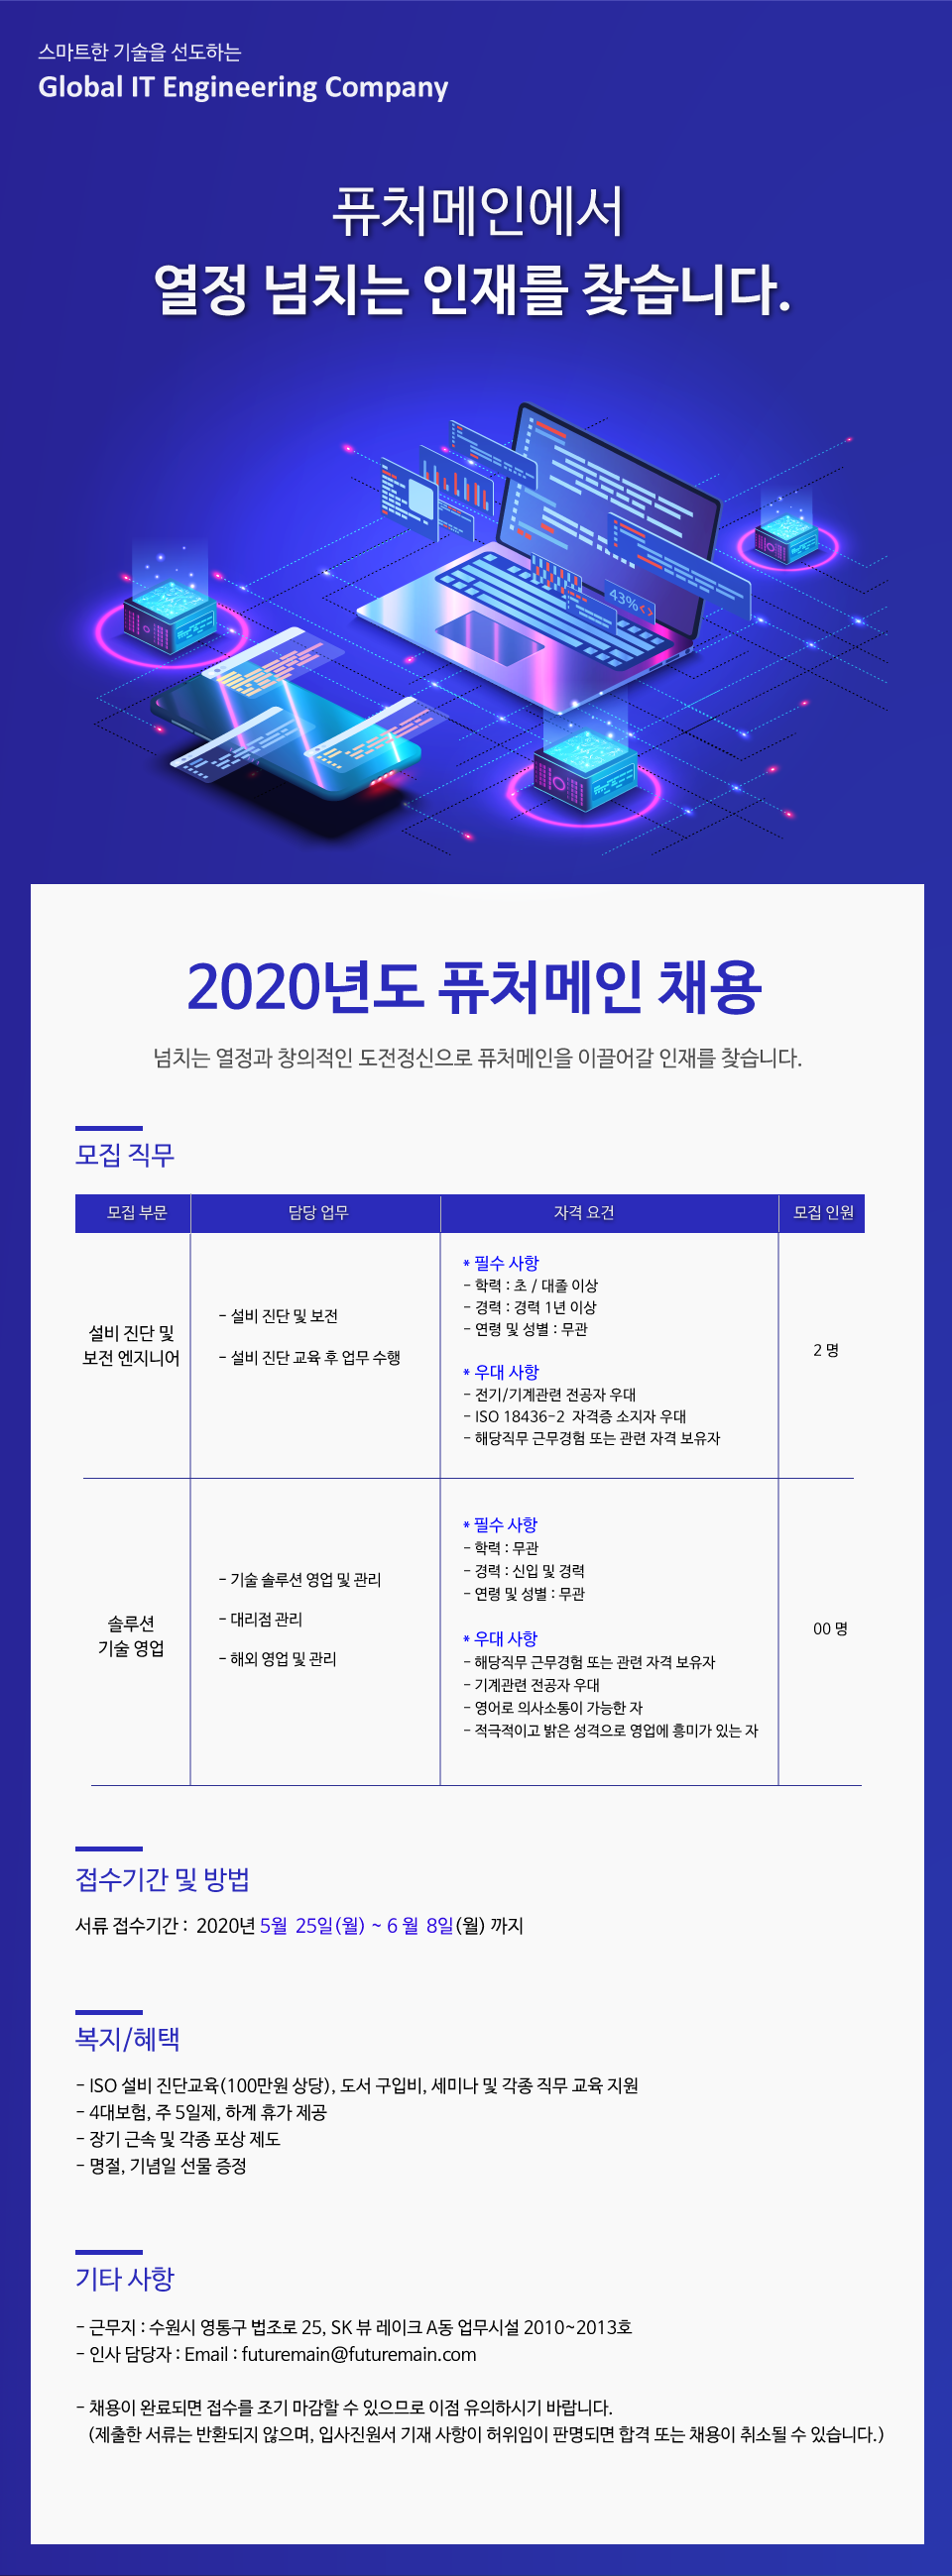 스마트한 기술을 선도하는
Global IT Engineering Company
퓨처메인에서
열정 넘치는 인재를 찾습니다.
43%<>
2020년도 퓨처메인 채용
넘치는 열정과 창의적인 도전정신으로 퓨처메인을 이끌어갈 인재를 찾습니다.
모집 직무
모집 부문 담당 업무 자격 요건 모집 인원
설비 진단 및
보전 엔지니어
- 설비 진단 및 보전
- 설비 진단 교육 후 업무 수행
* 필수 사항
- 학력 : 초 / 대졸 이상
- 경력 : 경력 1년 이상
- 연령 및 성별 : 무관
* 우대 사항
- 전기/기계관련 전공자 우대
- ISO 18436-2 자격증 소지자 우대
- 해당직무 근무경험 또는 관련 자격 보유자
2 명
솔루션
기술 영업
- 기술 솔루션 영업 및 관리
- 대리점 관리
- 해외 영업 및 관리
* 필수 사항
- 학력 : 무관
- 경력 : 신입 및 경력
- 연령 및 성별 : 무관
* 우대 사항
- 해당직무 근무경험 또는 관련 자격 보유자
- 기계관련 전공자 우대
- 영어로 의사소통이 가능한 자
- 적극적이고 밝은 성격으로 영업에 흥미가 있는 자
00 명
접수기간 및 방법
서류 접수기간 : 2020년 5월 25일(월) ~ 6 월 8일(월) 까지
복지/혜택
- ISO 설비 진단교육(100만원 상당), 도서 구입비, 세미나 및 각종 직무 교육 지원
- 4대보험, 주 5일제, 하계 휴가 제공
- 장기 근속 및 각종 포상 제도
- 명절, 기념일 선물 증정
기타 사항
- 근무지 : 수원시 영통구 법조로 25, SK 뷰 레이크 A동 업무시설 2010~2013호
- 인사 담당자 : Email : futuremain@futuremain.com
- 채용이 완료되면 접수를 조기 마감할 수 있으므로 이점 유의하시기 바랍니다.
(제출한 서류는 반환되지 않으며, 입사진원서 기재 사항이 허위임이 판명되면 합격 또는 채용이 취소될 수 있습니다.)